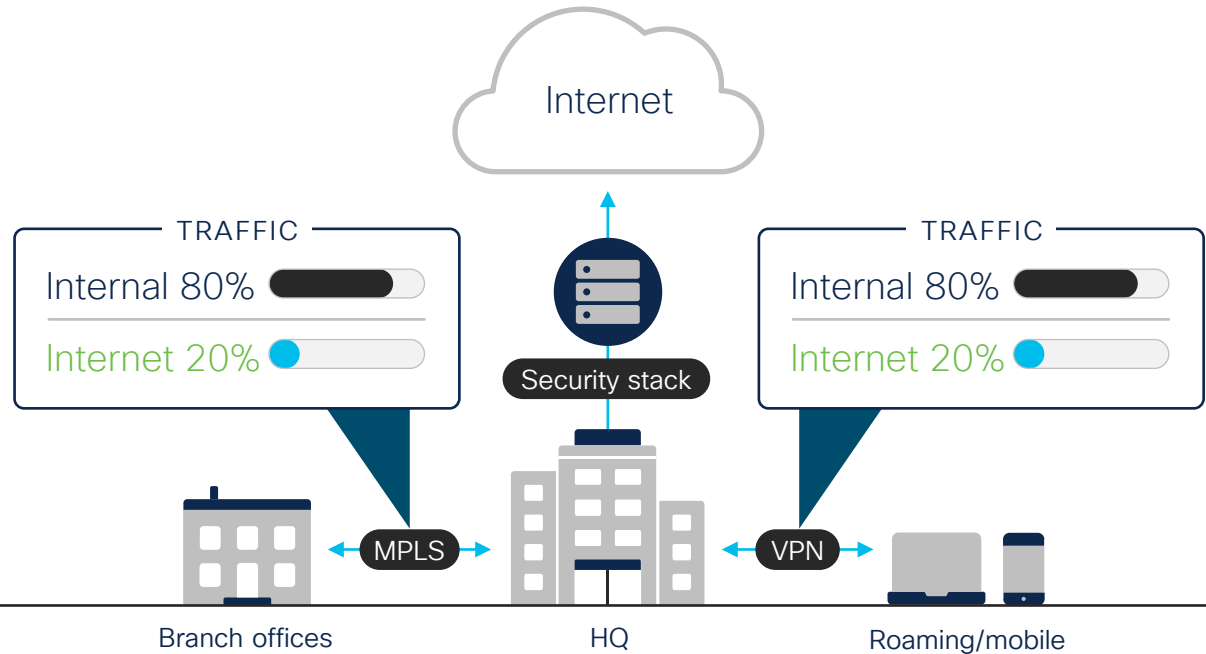 Internet
TRAFFIC
Internal 80%
Internet 20%
TRAFFIC
Internal 80%
Internet 20%
Security stack
MPLS
VPN
Branch offices
HQ
Roaming/mobile